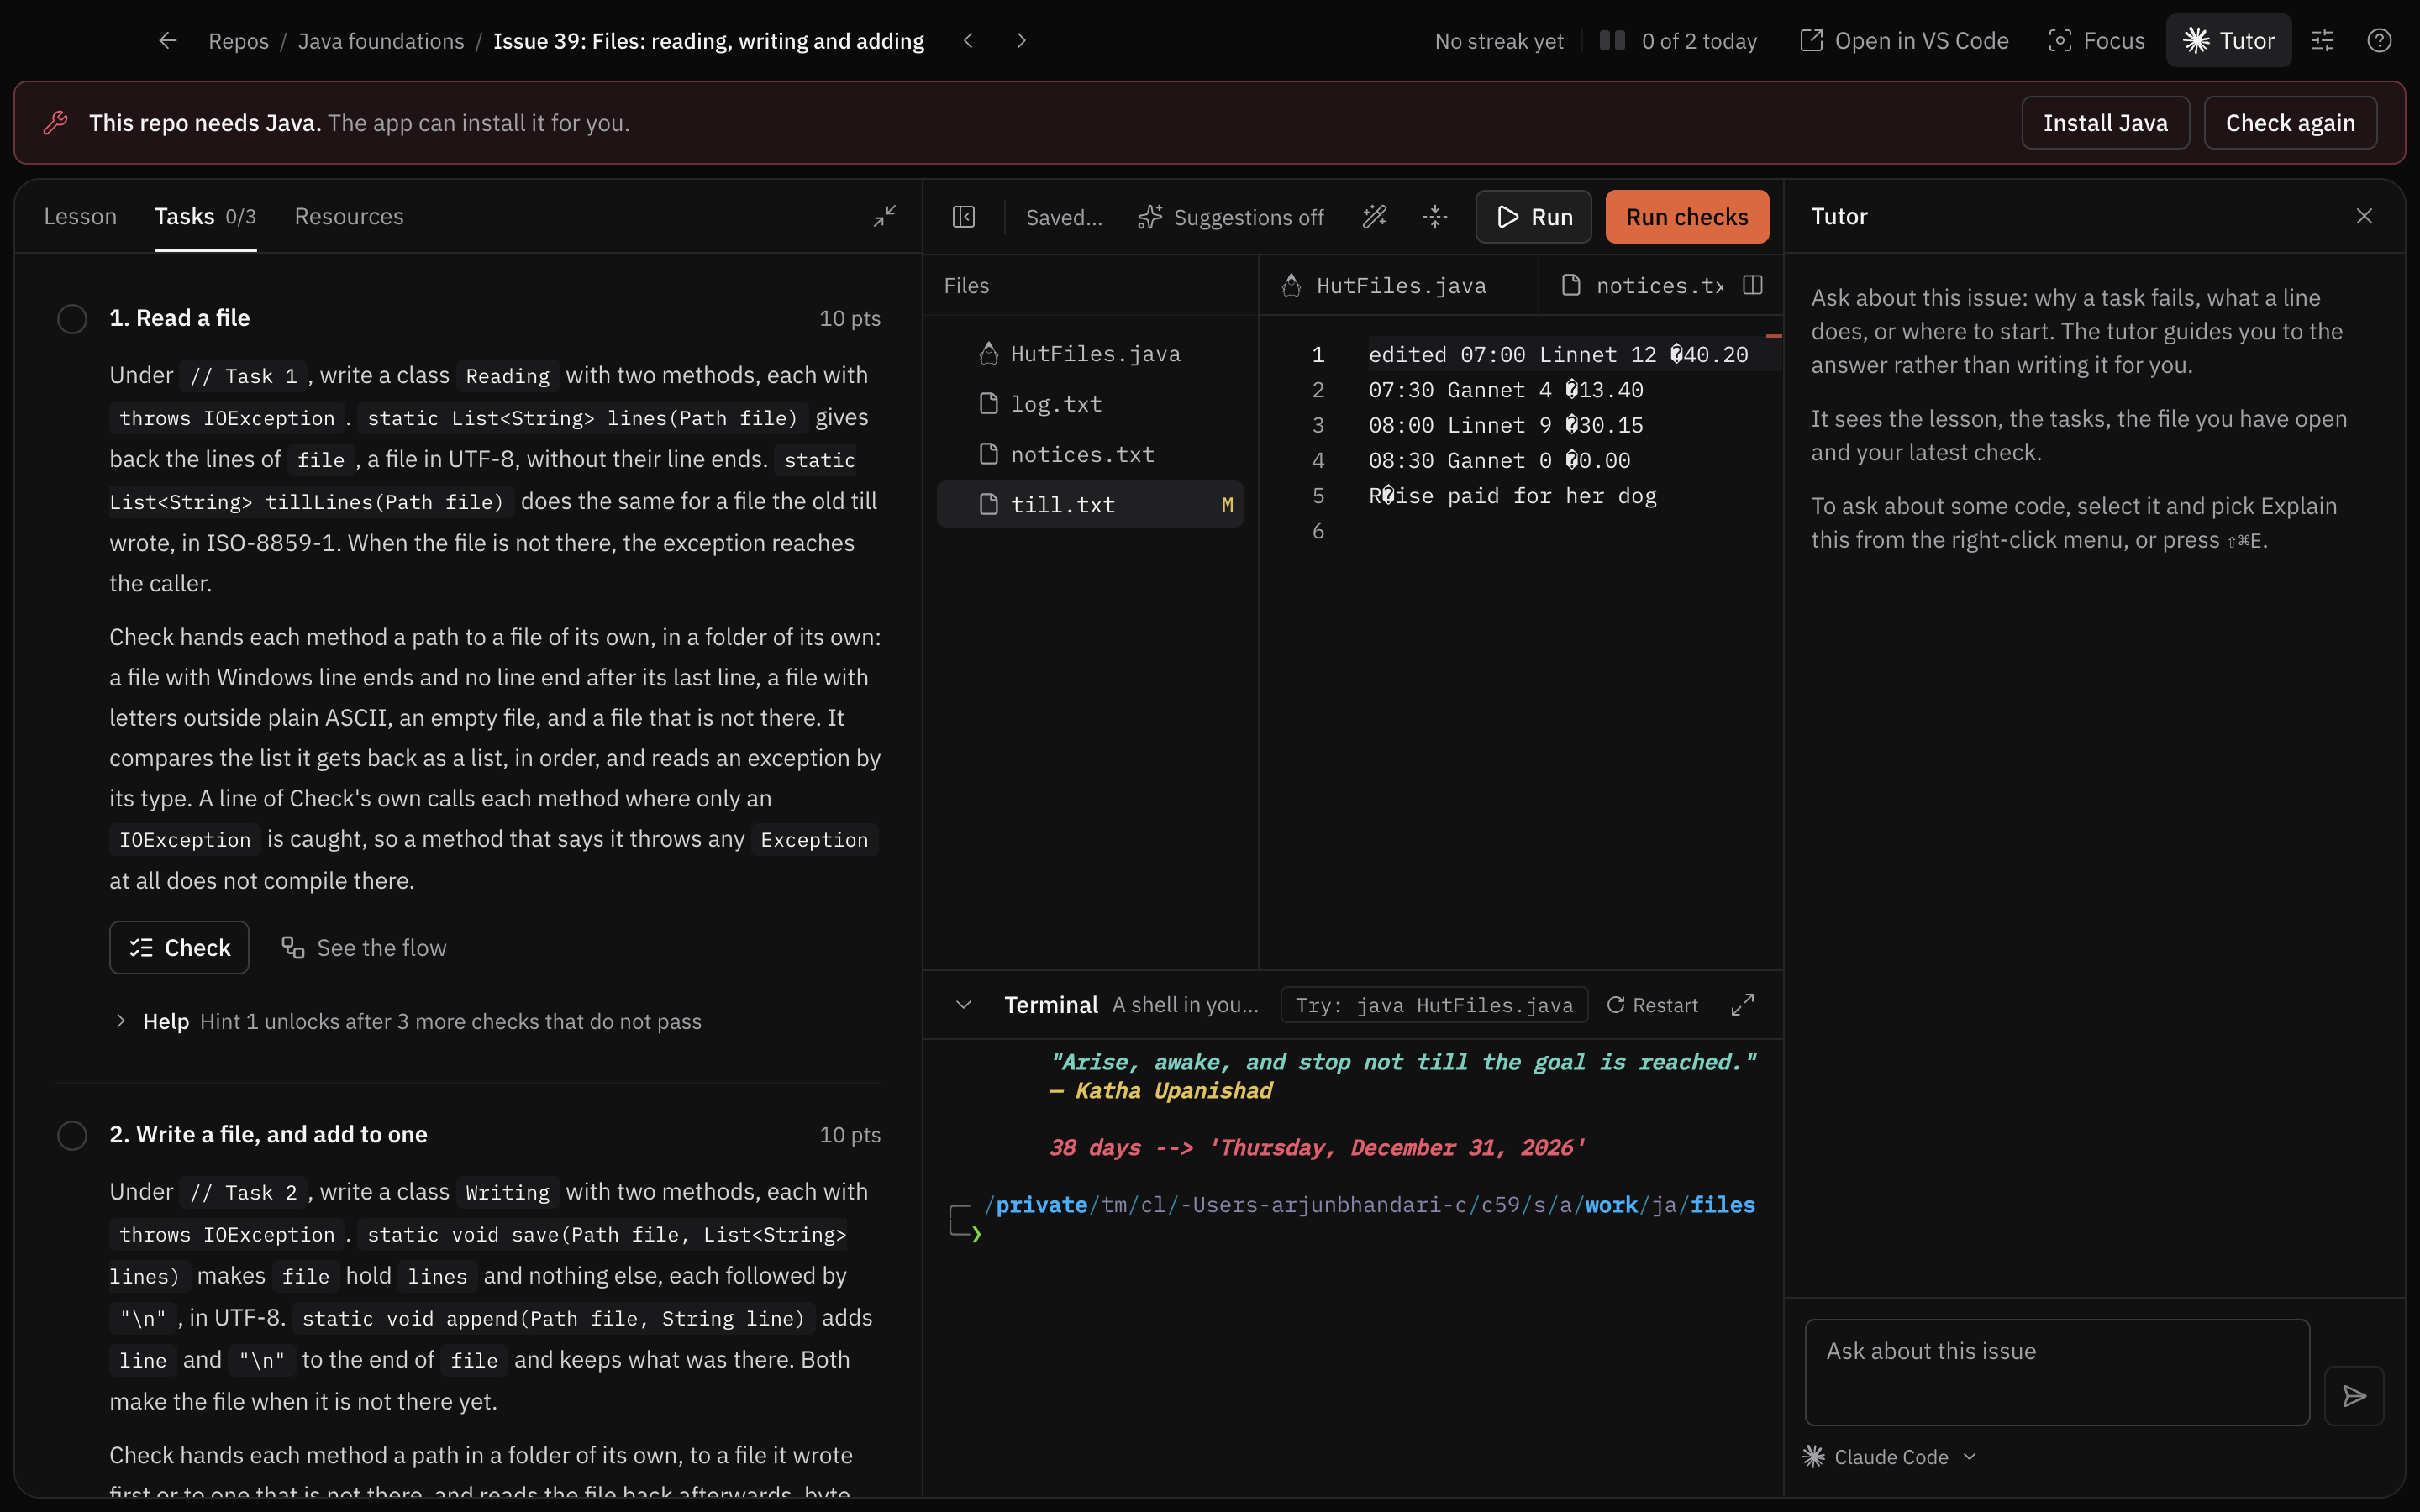 Repos / Java foundations / Issue 39: Files: reading, writing and adding
No streak yet
0 of 2 today
Open in VS Code
Focus
Tutor
This repo needs Java. The app can install it for you.
Install Java
Check again
Lesson
Tasks 0/3
Resources
1. Read a file
10 pts
Under // Task 1, write a class Reading with two methods, each with
throws IOException. static List<String> lines(Path file) gives
back the lines of file, a file in UTF-8, without their line ends. static
List<String> tillLines(Path file) does the same for a file the old till
wrote, in ISO-8859-1. When the file is not there, the exception reaches
the caller.
Check hands each method a path to a file of its own, in a folder of its own:
a file with Windows line ends and no line end after its last line, a file with
letters outside plain ASCII, an empty file, and a file that is not there. It
compares the list it gets back as a list, in order, and reads an exception by
its type. A line of Check's own calls each method where only an
IOException is caught, so a method that says it throws any Exception
at all does not compile there.
Check
See the flow
Help Hint 1 unlocks after 3 more checks that do not pass
2. Write a file, and add to one
10 pts
Under // Task 2, write a class Writing with two methods, each with
throws IOException. static void save(Path file, List<String>
lines) makes file hold lines and nothing else, each followed by
"\n", in UTF-8. static void append(Path file, String line) adds
line and "\n" to the end of file and keeps what was there. Both
make the file when it is not there yet.
Check hands each method a path in a folder of its own, to a file it wrote
first or to one that is not there, and reads the file back afterwards, byte
Saved...
Suggestions off
Run
Run checks
Files
HutFiles.java
log.txt
notices.txt
till.txt M
HutFiles.java
notices.tx
1 edited 07:00 Linnet 12 �40.20
2 07:30 Gannet 4 �13.40
3 08:00 Linnet 9 �30.15
4 08:30 Gannet 0 �0.00
5 R�ise paid for her dog
6
Terminal A shell in you...
Try: java HutFiles.java
Restart
"Arise, awake, and stop not till the goal is reached."
— Katha Upanishad
38 days --> 'Thursday, December 31, 2026'
/private/tm/cl/-Users-arjunbhandari-c/c59/s/a/work/ja/files
❯
Tutor
Ask about this issue: why a task fails, what a line
does, or where to start. The tutor guides you to the
answer rather than writing it for you.
It sees the lesson, the tasks, the file you have open
and your latest check.
To ask about some code, select it and pick Explain
this from the right-click menu, or press ⇧⌘E.
Ask about this issue
Claude Code